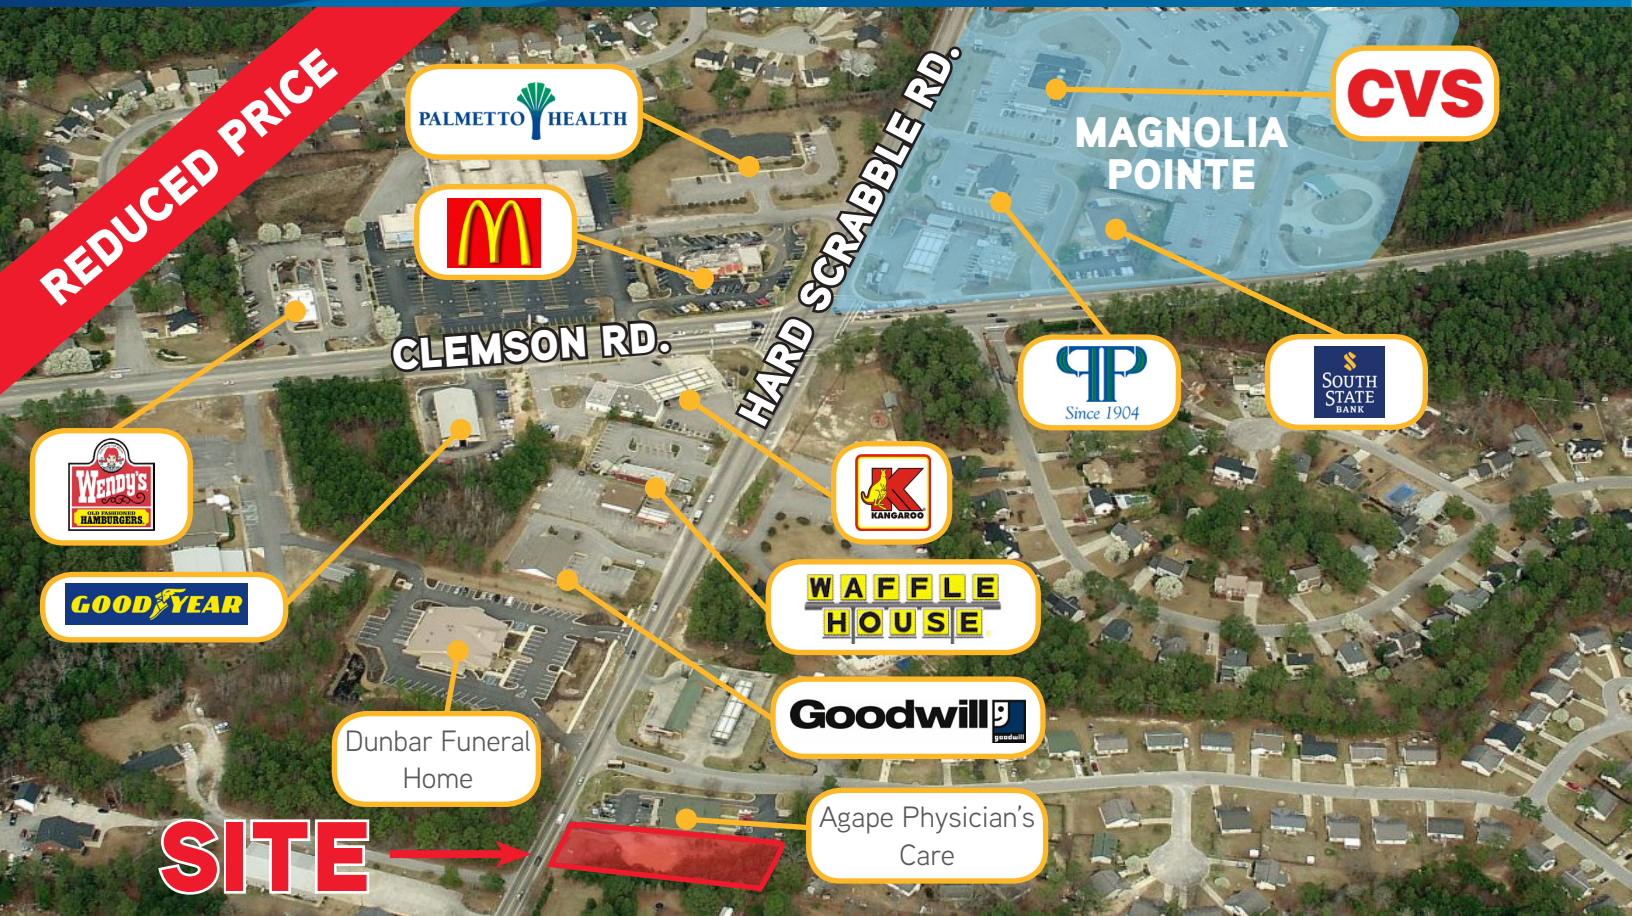 REDUCED PRICE
PALMETTO HEALTH
HARD SCRABBLE RD.
CVS
MAGNOLIA
POINTE
CLEMSON RD.
Since 1904
SOUTH
STATE
BANK
WENDY'S
OLD FASHIONED
HAMBURGERS.
K
KANGAROO
GOODYEAR
WAFFLE
HOUSE
Goodwill
g
goodwill
Dunbar Funeral
Home
Agape Physician's
Care
SITE